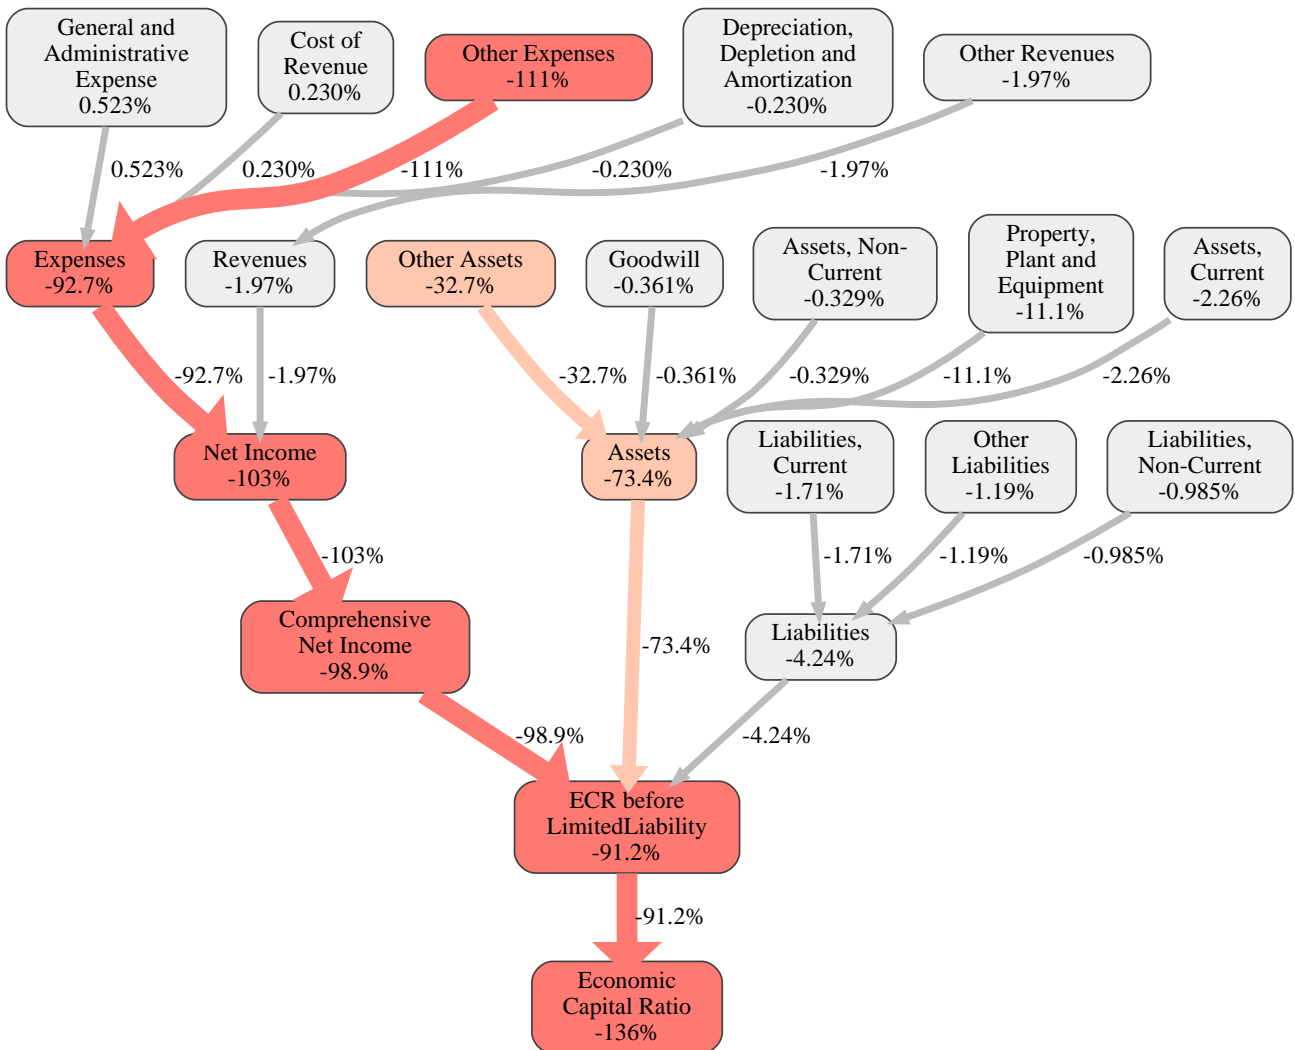 General and
Administrative
Expense
0.523%
Cost of
Revenue
0.230%
Other Expenses
-111%
Depreciation,
Depletion and
Amortization
-0.230%
Other Revenues
-1.97%
0.523%
0.230%
-111%
-0.230%
-1.97%
Expenses
-92.7%
Revenues
-1.97%
Other Assets
-32.7%
Goodwill
-0.361%
Assets, Non-
Current
-0.329%
Property,
Plant and
Equipment
-11.1%
Assets,
Current
-2.26%
-92.7%
-1.97%
-32.7%
-0.361%
-0.329%
-11.1%
-2.26%
Net Income
-103%
Assets
-73.4%
Liabilities,
Current
-1.71%
Other
Liabilities
-1.19%
Liabilities,
Non-Current
-0.985%
-103%
-1.71%
-1.19%
-0.985%
Comprehensive
Net Income
-98.9%
-73.4%
Liabilities
-4.24%
-98.9%
-4.24%
ECR before
LimitedLiability
-91.2%
-91.2%
Economic
Capital Ratio
-136%